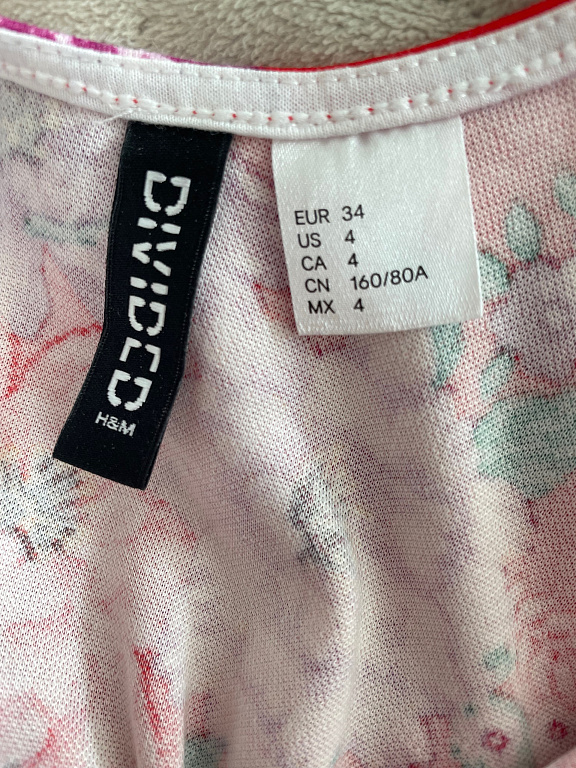 DIVIDED
H&M
EUR 34
US 4
CA 4
CN 160/80A
MX 4